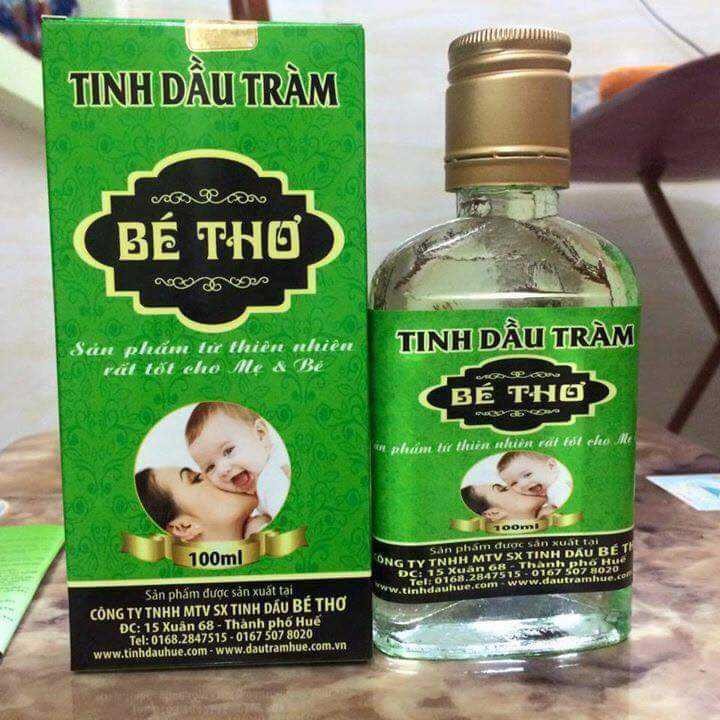 TINH DẦU TRÀM
BÉ THƠ
Sản phẩm từ thiên nhiên
rất tốt cho Mẹ & Bé
100ml
Sản phẩm được sản xuất tại
CÔNG TY TNHH MTV SX TINH DẦU BÉ THƠ
ĐC: 15 Xuân 68 - Thành phố Huế
Tel: 0168.2847515 - 0167 507 8020
www.tinhdauhue.com - www.dautramhue.com.vn
TINH DẦU TRÀM
BÉ THƠ
Sản phẩm từ thiên nhiên rất tốt cho Mẹ
100ml
Sản phẩm được sản xuất tại
CÔNG TY TNHH MTV SX TINH DẦU BÉ TH
ĐC: 15 Xuân 68 - Thành phố Huế
Tel: 0168.2847515 - 0167 507 8020
www.tinhdauhue.com - www.dautramhue.com